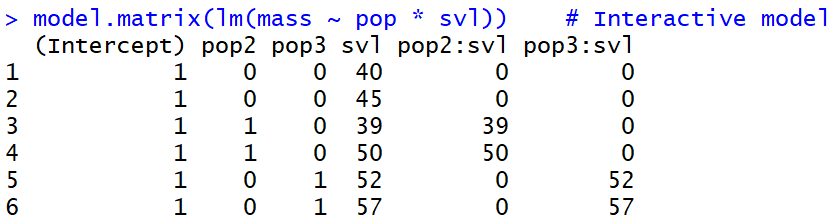 > model.matrix(lm(mass ~ pop * svl))    # Interactive model
  (Intercept) pop2 pop3 svl pop2:svl pop3:svl
1           1    0    0  40        0        0
2           1    0    0  45        0        0
3           1    1    0  39       39        0
4           1    1    0  50       50        0
5           1    0    1  52        0       52
6           1    0    1  57        0       57